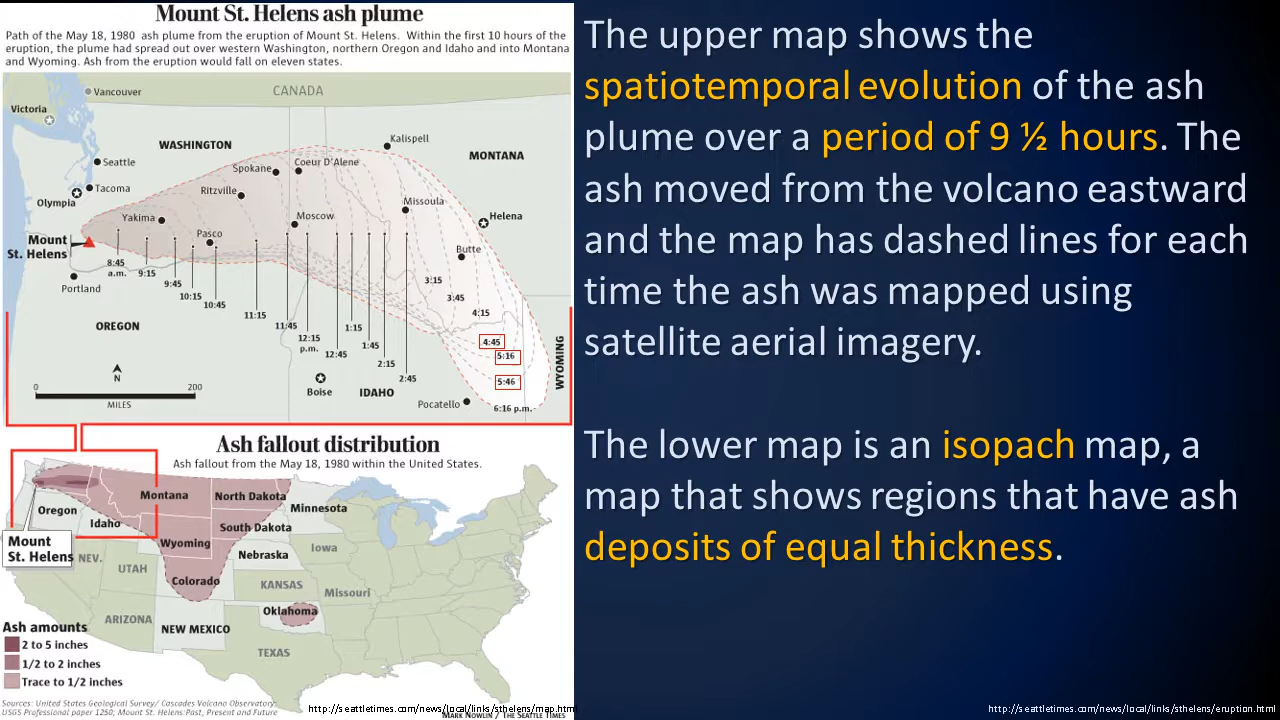 Mount St. Helens ash plume
Path of the May 18, 1980 ash plume from the eruption of Mount St. Helens. Within the first 10 hours of the
eruption, the plume had spread out over western Washington, northern Oregon and Idaho and into Montana
and Wyoming. Ash from the eruption would fall on eleven states.
Vancouver
CANADA
Victoria
WASHINGTON
Kalispell
MONTANA
Seattle
Spokane
Coeur D'Alene
Tacoma
Ritzville
Olympia
Missoula
Yakima
Moscow
Helena
Pasco
Mount
St. Helens
Butte
8:45
a.m.
9:15
9:45
10:15
10:45
11:15
11:45
12:15
p.m.
12:45
1:15
1:45
2:15
2:45
3:15
3:45
4:15
4:45
5:16
5:46
6:16 p.m.
Portland
OREGON
N
0
200
MILES
Boise
IDAHO
Pocatello
WYOMING
Ash fallout distribution
Ash fallout from the May 18, 1980 within the United States.
Montana
North Dakota
Minnesota
Oregon
Idaho
South Dakota
Mount
St. Helens
Wyoming
Iowa
NEV.
Nebraska
UTAH
Colorado
KANSAS
Missouri
Oklahoma
ARIZONA
NEW MEXICO
TEXAS
Ash amounts
2 to 5 inches
1/2 to 2 inches
Trace to 1/2 inches
Sources: United States Geological Survey/ Cascades Volcano Observatory:
USGS Professional paper 1250; Mount St. Helens:Past, Present and Future
http://seattletimes.com/news/local/links/sthelens/map.html
MARK NOWLIN / THE SEATTLE TIMES
The upper map shows the
spatiotemporal evolution of the ash
plume over a period of 9 ½ hours. The
ash moved from the volcano eastward
and the map has dashed lines for each
time the ash was mapped using
satellite aerial imagery.
The lower map is an isopach map, a
map that shows regions that have ash
deposits of equal thickness.
http://seattletimes.com/news/local/links/sthelens/eruption.html